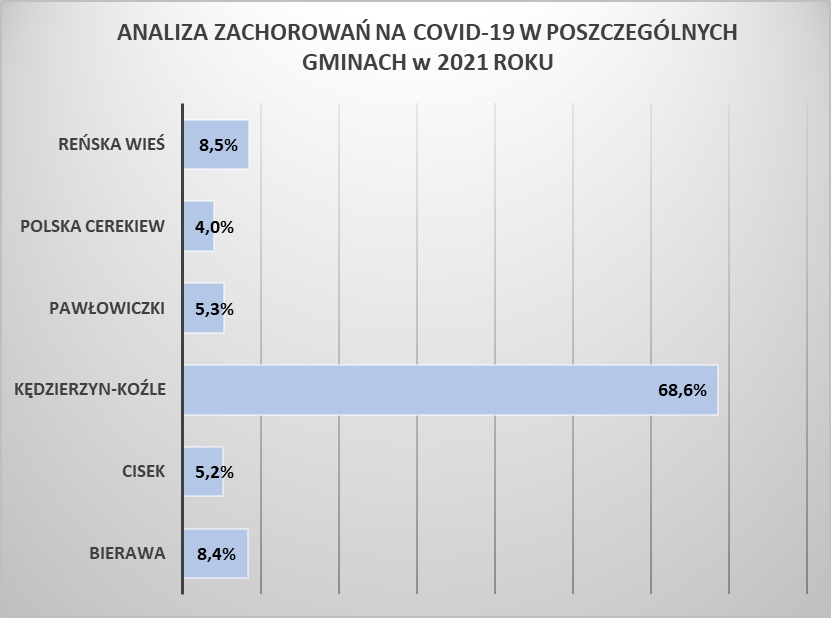 ANALIZA ZACHOROWAŃ NA COVID-19 W POSZCZEGÓLNYCH
GMINACH w 2021 ROKU
REŃSKA WIEŚ 8,5%
POLSKA CEREKIEW 4,0%
PAWŁOWICZKI 5,3%
KĘDZIERZYN-KOŹLE 68,6%
CISEK 5,2%
BIERAWA 8,4%